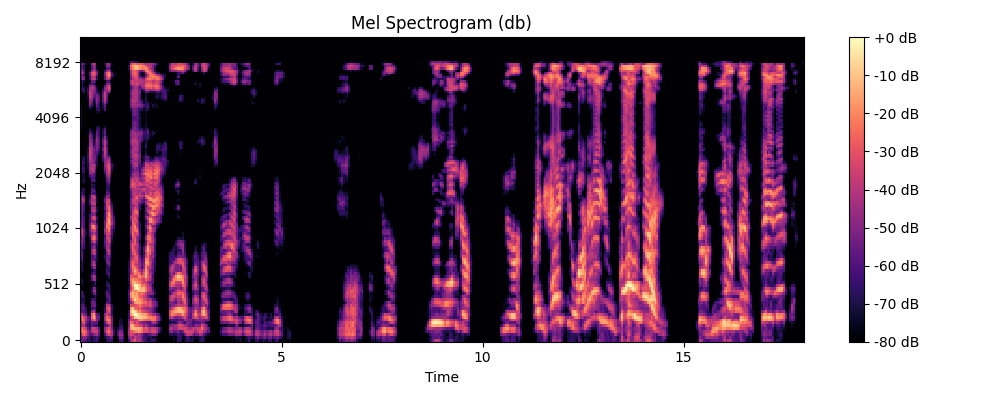 Mel Spectrogram (db)
8192
4096
2048
1024
512
0
Hz
0 5 10 15
Time
+0 dB
-10 dB
-20 dB
-30 dB
-40 dB
-50 dB
-60 dB
-70 dB
-80 dB